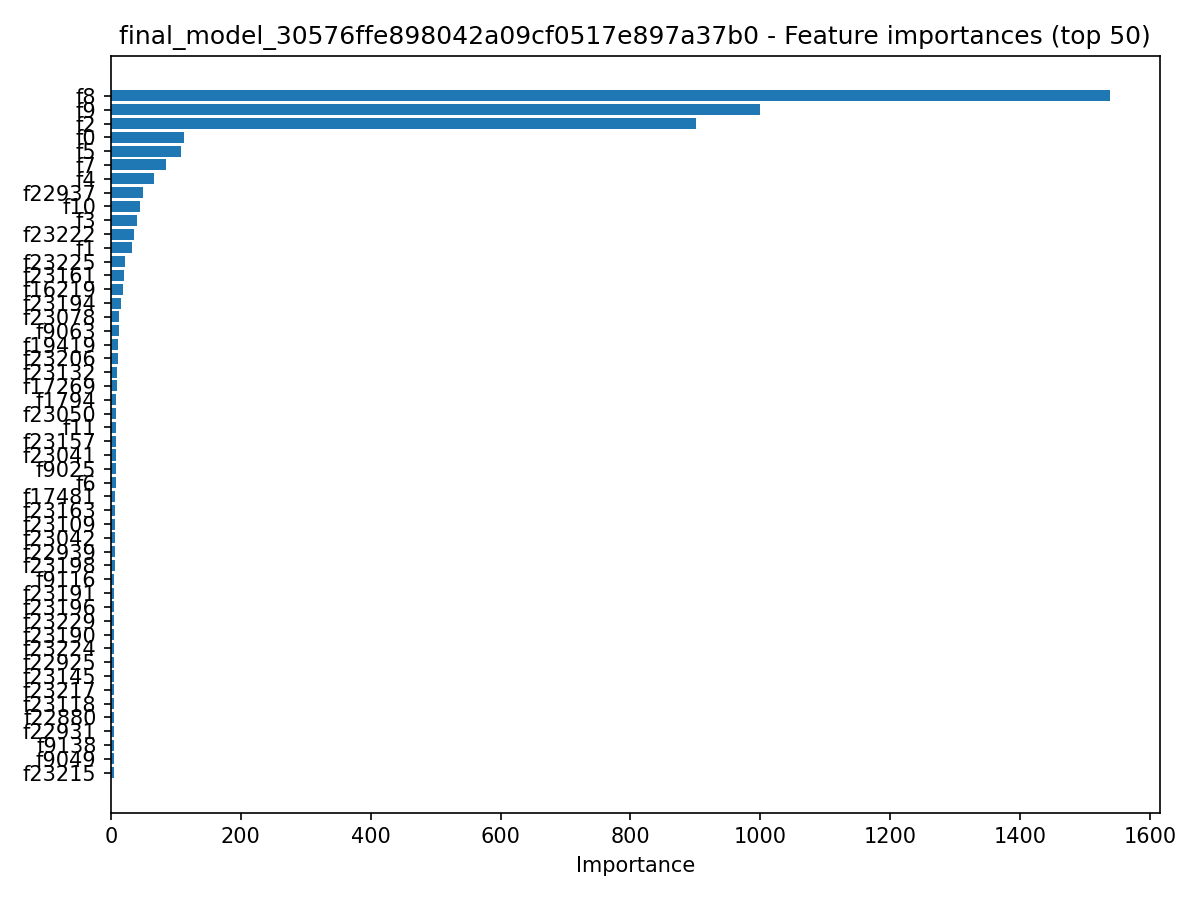 final_model_30576ffe898042a09cf0517e897a37b0 - Feature importances (top 50)
f8
f9
f2
f0
f5
f7
f4
f22937
f10
f3
f23222
f1
f23225
f23161
f16219
f23194
f23078
f9063
f19419
f23206
f23132
f17269
f1794
f23050
f11
f23157
f23041
f9025
f6
f17481
f23163
f23109
f23042
f22939
f23198
f9116
f23191
f23196
f23229
f23190
f23224
f22925
f23145
f23217
f23118
f22880
f22931
f9138
f9049
f23215
0 200 400 600 800 1000 1200 1400 1600
Importance